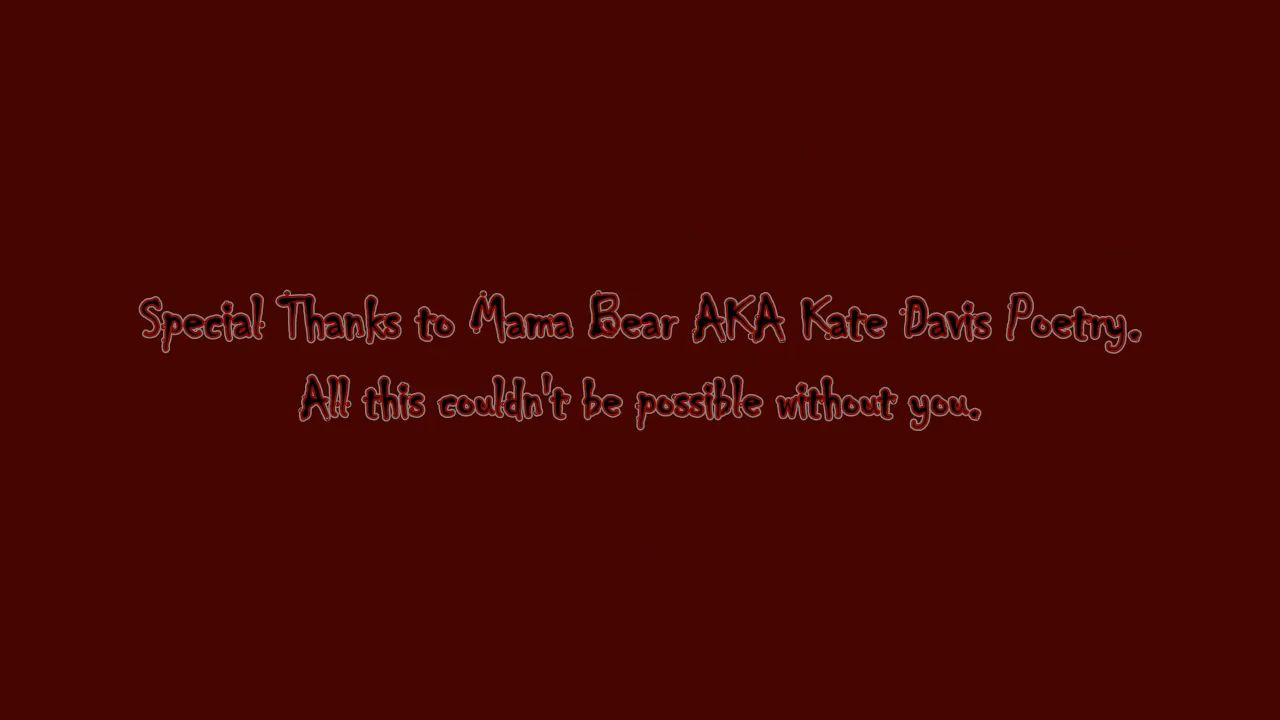 Special Thanks to Mama Bear AKA Kate Davis Poetry.
All this couldn't be possible without you.